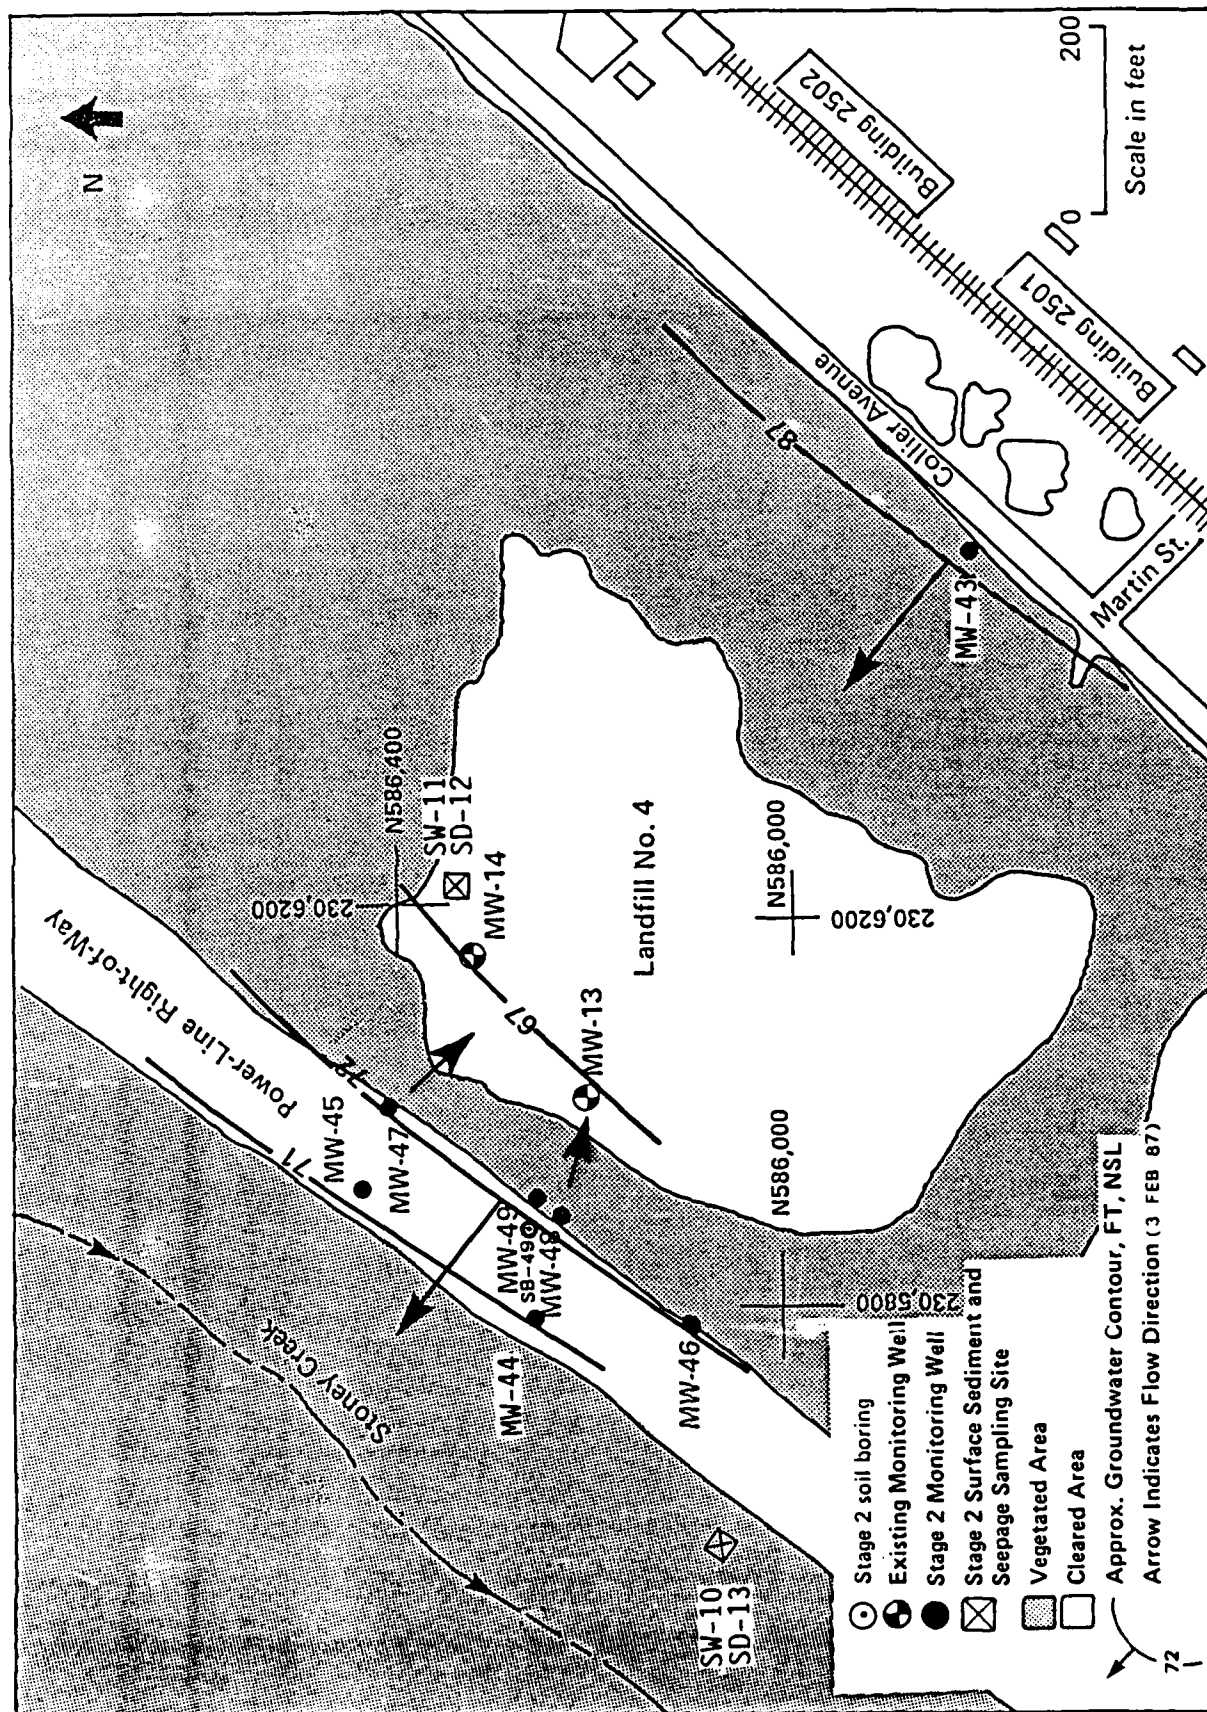 N
200
0
Scale in feet
Building 2502
Building 2501
Collier Avenue
Martin St.
87
MW-43
N586,400
230,6200
SW-11
SD-12
MW-14
Landfill No. 4
N586,000
230,6200
67
MW-13
Power-Line Right-of-Way
72
71
MW-45
MW-47
MW-49
SB-49
MW-48
MW-44
MW-46
N586,000
230,5800
Stoney Creek
SW-10
SD-13
Stage 2 soil boring
Existing Monitoring Well
Stage 2 Monitoring Well
Stage 2 Surface Sediment and
Seepage Sampling Site
Vegetated Area
Cleared Area
72
Approx. Groundwater Contour, FT, NSL
Arrow Indicates Flow Direction (3 FEB 87)